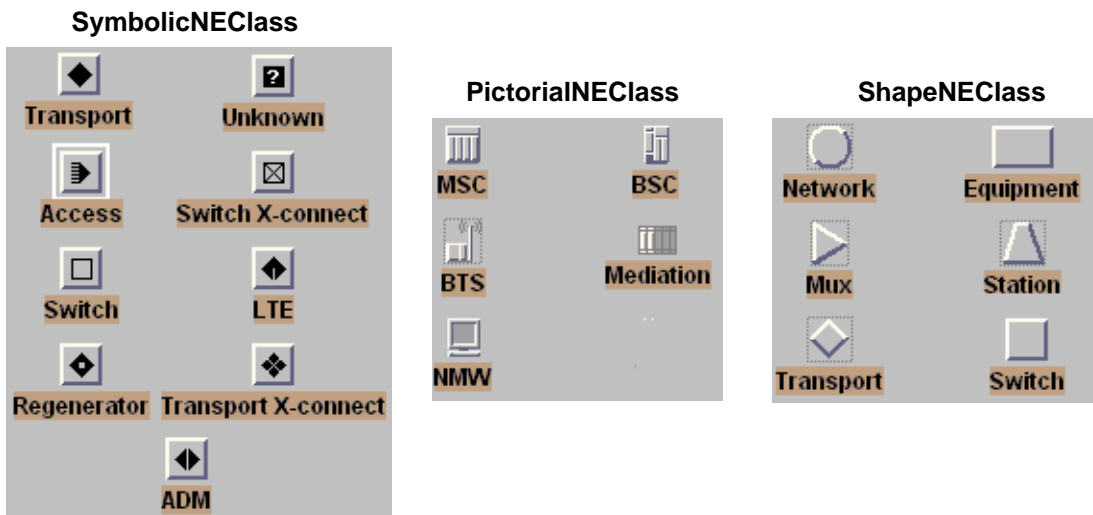 SymbolicNEClass
Transport
Unknown
Access
Switch X-connect
Switch
LTE
Regenerator
Transport X-connect
ADM
PictorialNEClass
MSC
BSC
BTS
Mediation
NMW
ShapeNEClass
Network
Equipment
Mux
Station
Transport
Switch